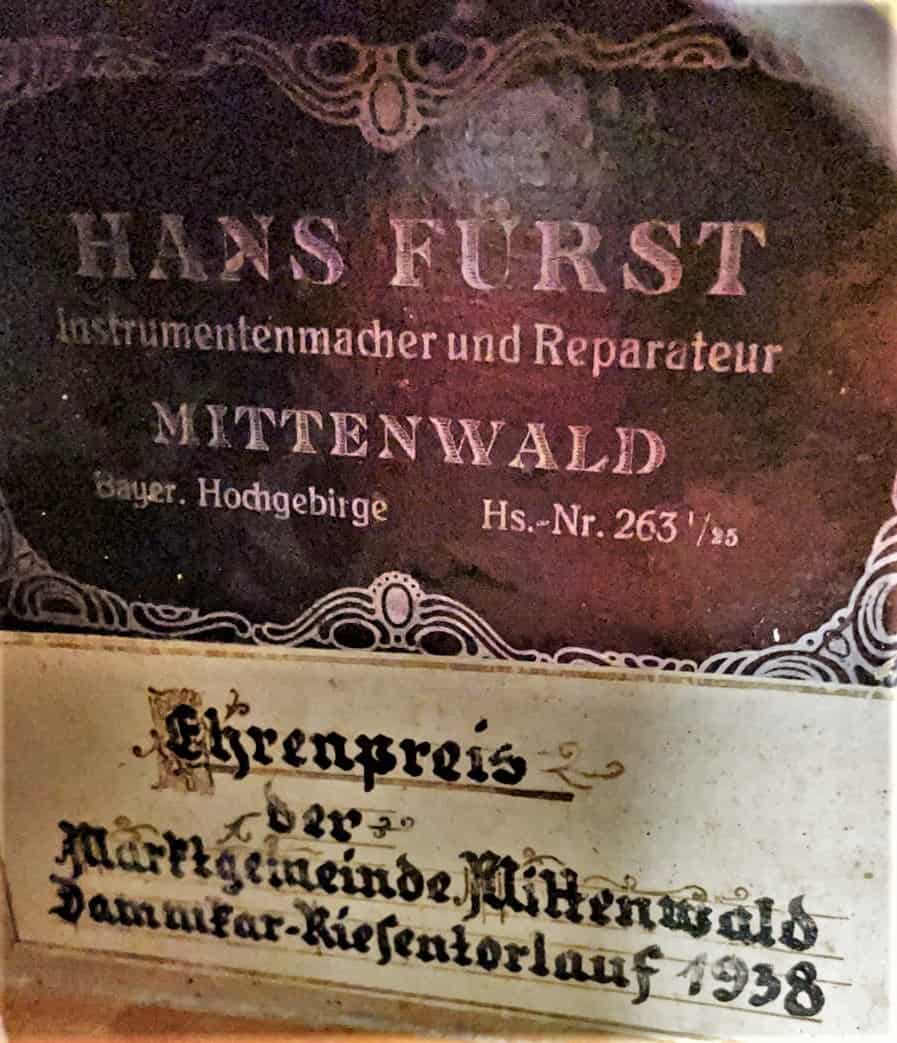 HANS FÜRST
Instrumentenmacher und Reparateur
MITTENWALD
Bayer. Hochgebirge Hs.-Nr. 263 1/25
Ehrenpreis
der
Marktgemeinde Mittenwald
Dammkar-Riesentorlauf 1938